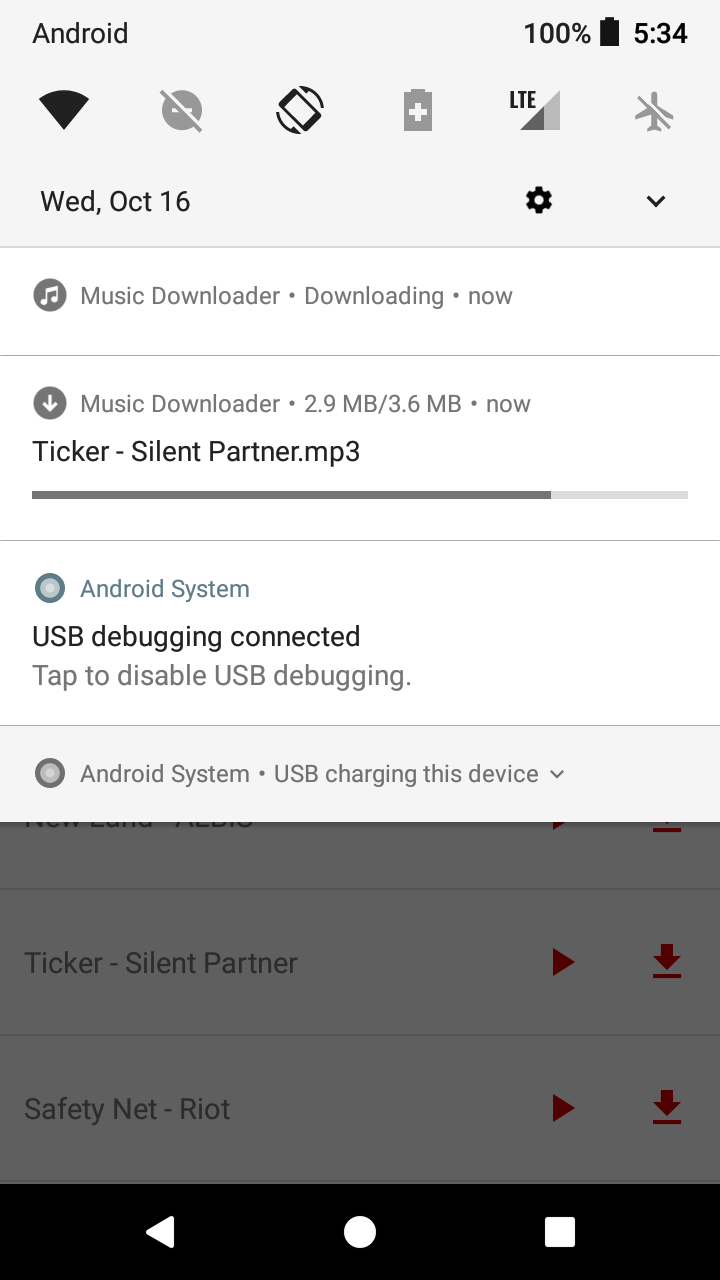 Android 100% 5:34
LTE
Wed, Oct 16
Music Downloader • Downloading • now
Music Downloader • 2.9 MB/3.6 MB • now
Ticker - Silent Partner.mp3
Android System
USB debugging connected
Tap to disable USB debugging.
Android System • USB charging this device
Ticker - Silent Partner
Safety Net - Riot